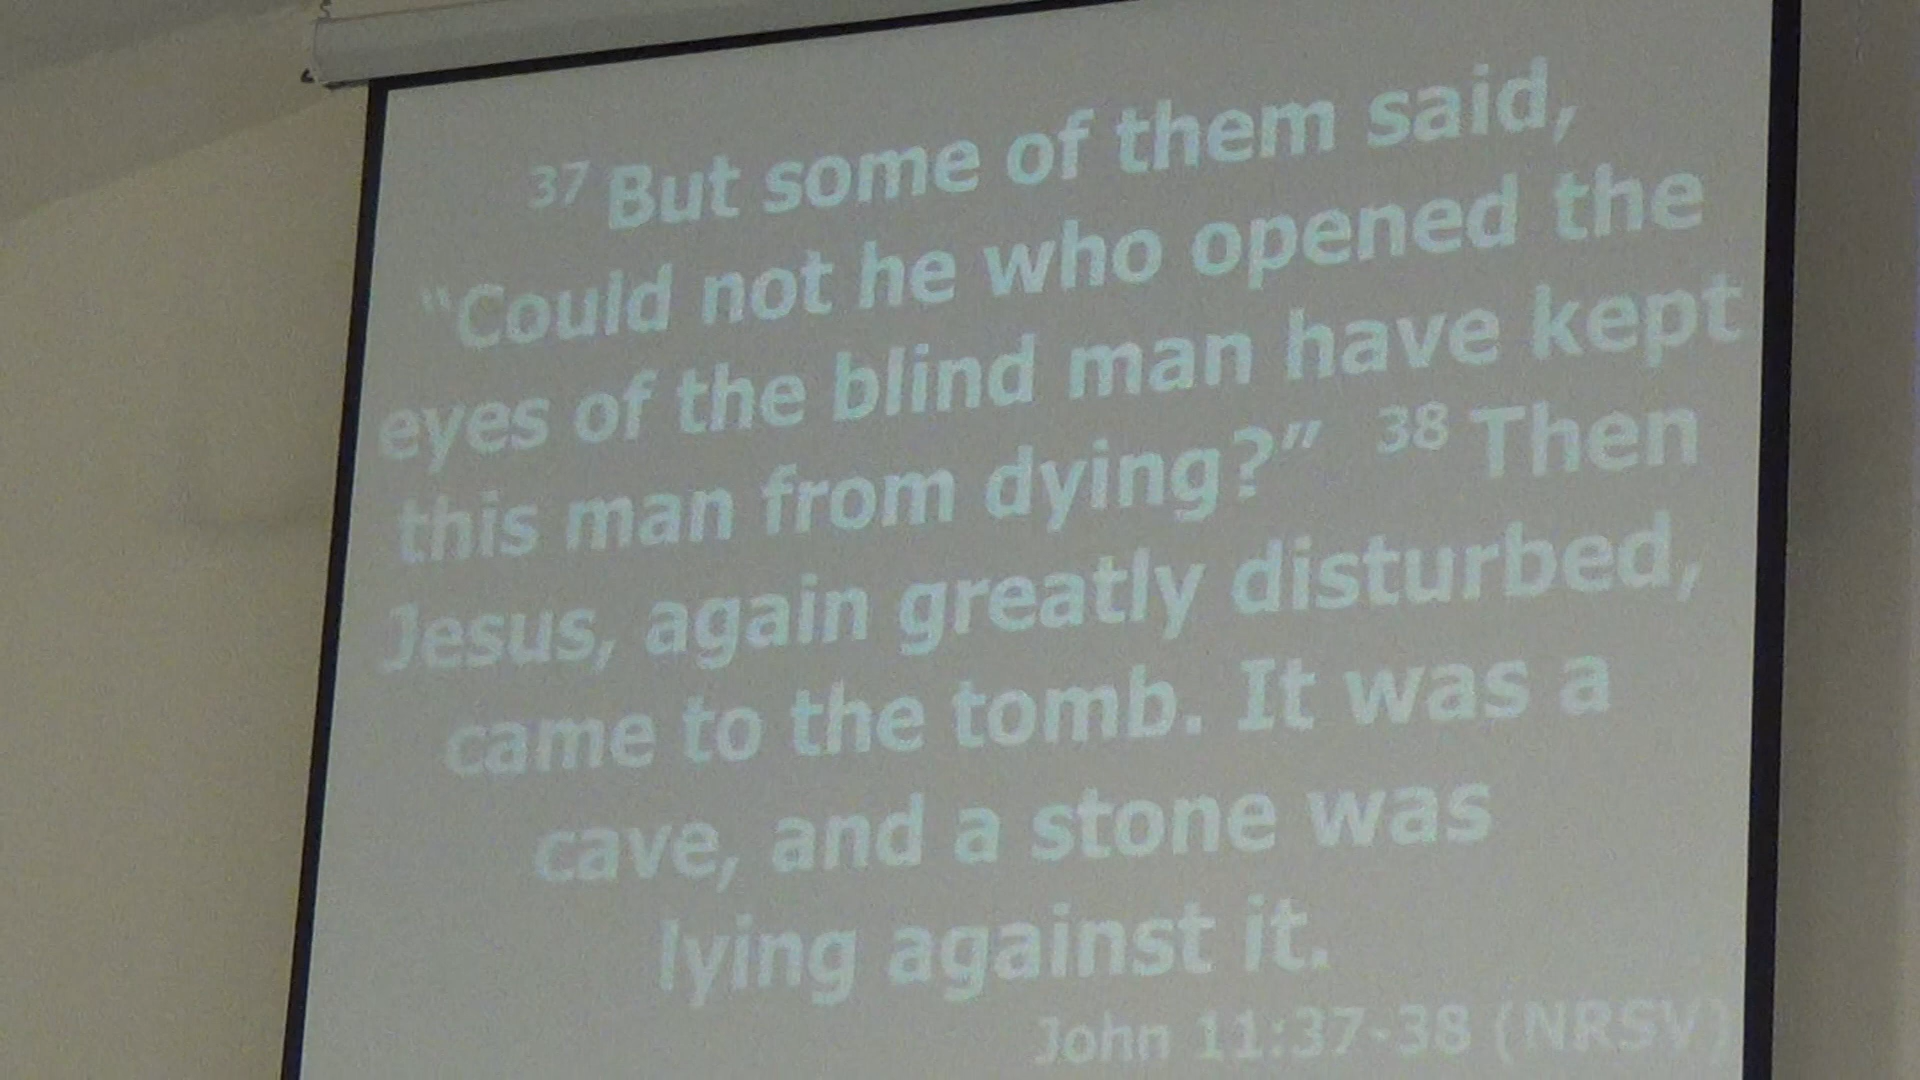 37 But some of them said,
“Could not he who opened the
eyes of the blind man have kept
this man from dying?” 38 Then
Jesus, again greatly disturbed,
came to the tomb. It was a
cave, and a stone was
lying against it.
John 11:37-38 (NRSV)